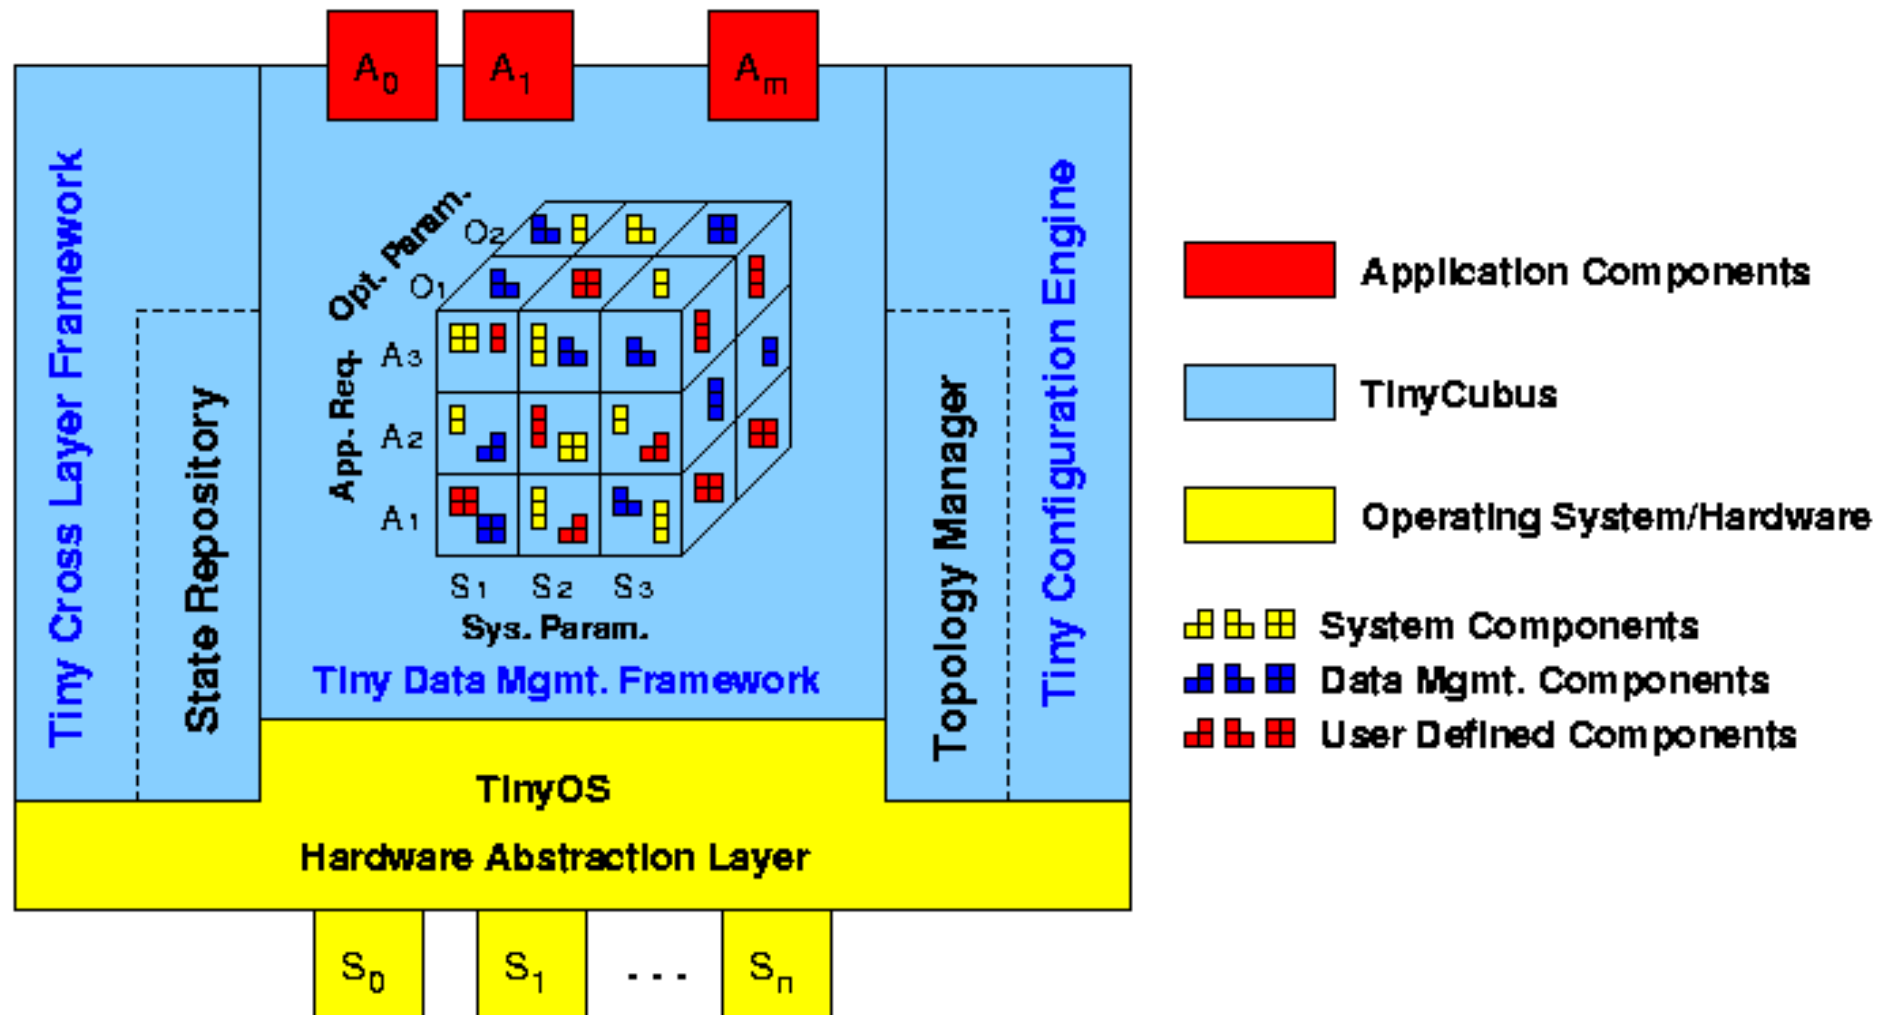 A0 A1 Am
Tiny Cross Layer Framework
State Repository
Opt. Param.
O2
O1
App. Req.
A3
A2
A1
S1 S2 S3
Sys. Param.
Tiny Data Mgmt. Framework
Topology Manager
Tiny Configuration Engine
TinyOS
Hardware Abstraction Layer
S0 S1 ... Sn
Application Components
TinyCubus
Operating System/Hardware
System Components
Data Mgmt. Components
User Defined Components